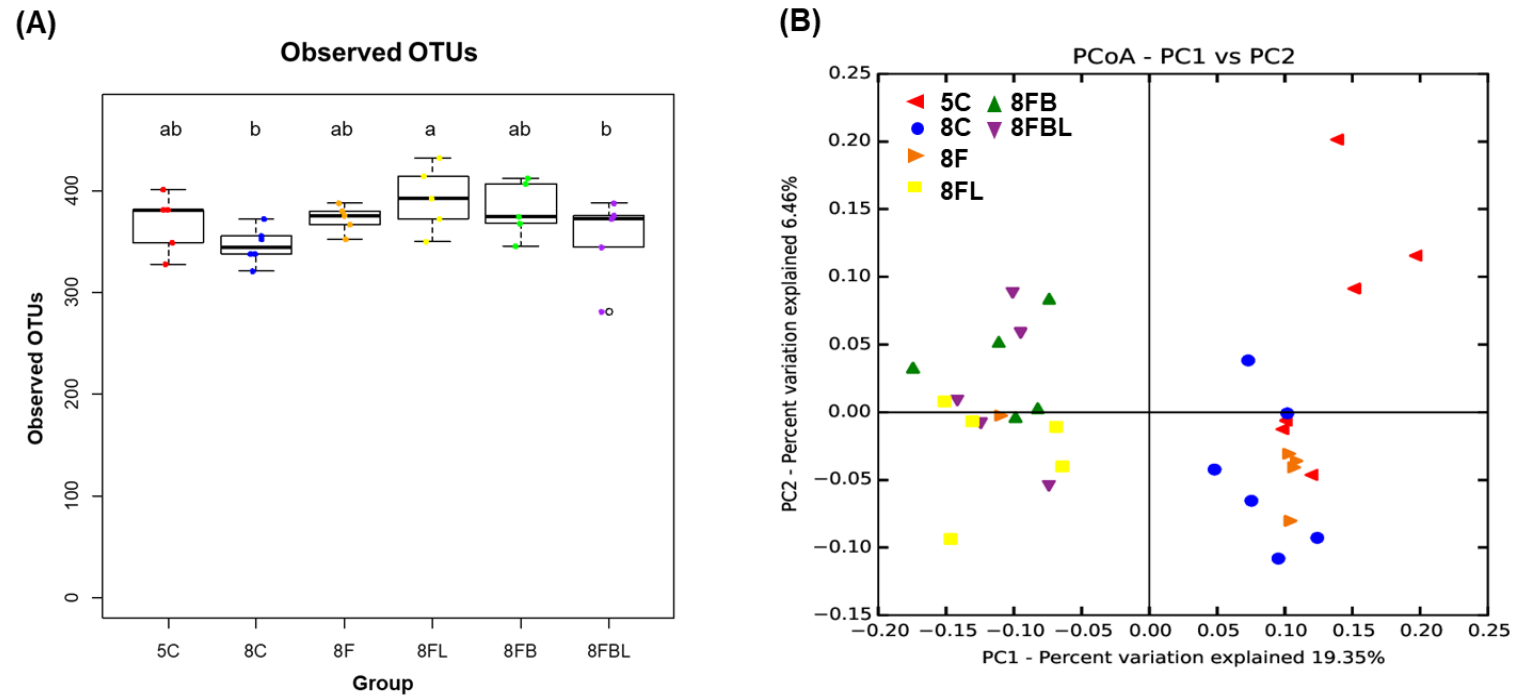 (A)
Observed OTUs
ab b ab a ab b
400
300
200
100
0
Observed OTUs
5C 8C 8F 8FL 8FB 8FBL
Group
(B)
PCoA - PC1 vs PC2
5C 8FB
8C 8FBL
8F
8FL
0.25
0.20
0.15
0.10
0.05
0.00
−0.05
−0.10
−0.15
PC2 - Percent variation explained 6.46%
−0.20 −0.15 −0.10 −0.05 0.00 0.05 0.10 0.15 0.20 0.25
PC1 - Percent variation explained 19.35%